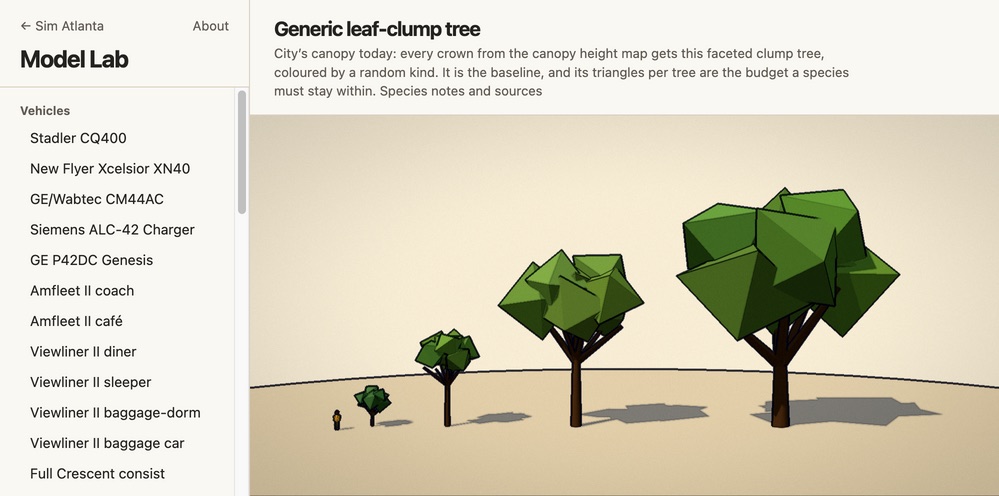 ← Sim Atlanta
About
Model Lab
Vehicles
Stadler CQ400
New Flyer Xcelsior XN40
GE/Wabtec CM44AC
Siemens ALC-42 Charger
GE P42DC Genesis
Amfleet II coach
Amfleet II café
Viewliner II diner
Viewliner II sleeper
Viewliner II baggage-dorm
Viewliner II baggage car
Full Crescent consist
Generic leaf-clump tree
City’s canopy today: every crown from the canopy height map gets this faceted clump tree,
coloured by a random kind. It is the baseline, and its triangles per tree are the budget a species
must stay within. Species notes and sources